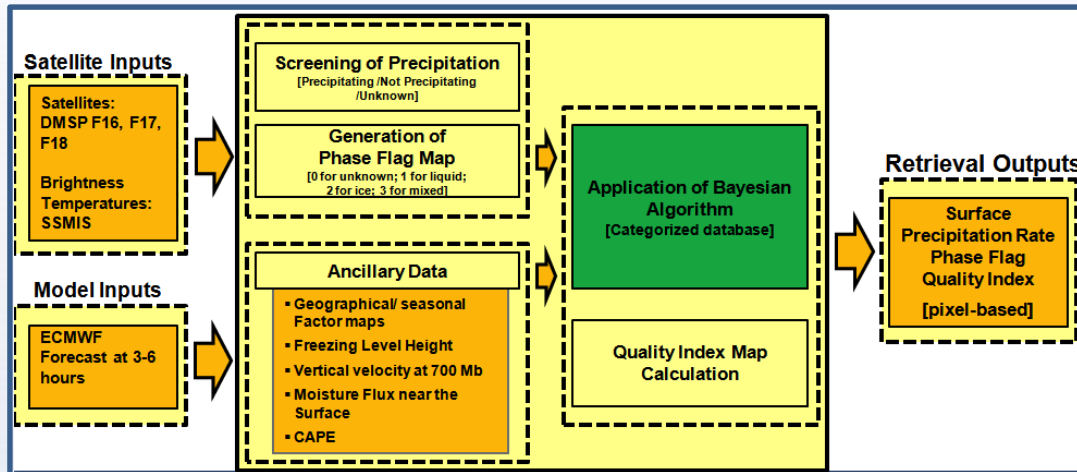 Satellite Inputs
Satellites:
DMSP F16, F17,
F18
Brightness
Temperatures:
SSMIS
Model Inputs
ECMWF
Forecast at 3-6
hours
Screening of Precipitation
[Precipitating /Not Precipitating
/Unknown]
Generation of
Phase Flag Map
[0 for unknown; 1 for liquid;
2 for ice; 3 for mixed]
Ancillary Data
▪ Geographical/ seasonal
Factor maps
▪ Freezing Level Height
▪ Vertical velocity at 700 Mb
▪ Moisture Flux near the
Surface
▪ CAPE
Application of Bayesian
Algorithm
[Categorized database]
Quality Index Map
Calculation
Retrieval Outputs
Surface
Precipitation Rate
Phase Flag
Quality Index
[pixel-based]